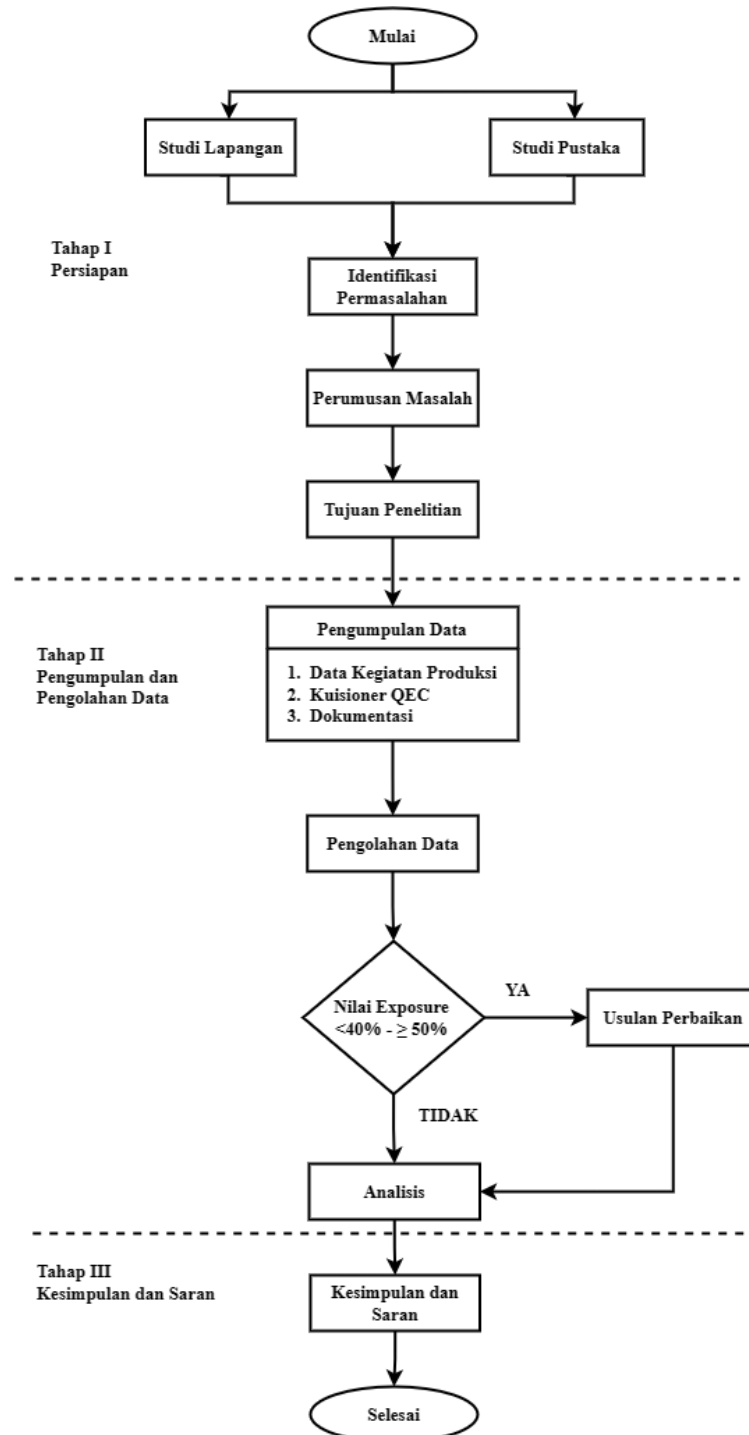 Mulai
Studi Lapangan
Studi Pustaka
Tahap I
Persiapan
Identifikasi
Permasalahan
Perumusan Masalah
Tujuan Penelitian
Tahap II
Pengumpulan dan
Pengolahan Data
Pengumpulan Data
1. Data Kegiatan Produksi
2. Kuisioner QEC
3. Dokumentasi
Pengolahan Data
Nilai Exposure
<40% - ≥ 50%
YA
Usulan Perbaikan
TIDAK
Analisis
Tahap III
Kesimpulan dan Saran
Kesimpulan dan
Saran
Selesai